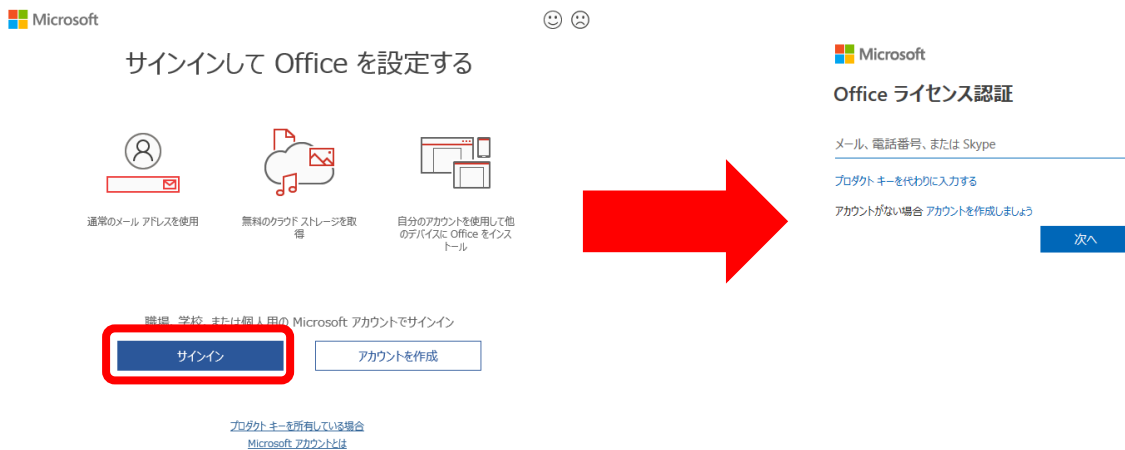 Microsoft
サインインして Office を設定する
通常のメール アドレスを使用
無料のクラウド ストレージを取
得
自分のアカウントを使用して他
のデバイスに Office をインス
トール
職場、学校、または個人用の Microsoft アカウントでサインイン
サインイン
アカウントを作成
プロダクト キーを所有している場合
Microsoft アカウントとは
Microsoft
Office ライセンス認証
メール、電話番号、または Skype
プロダクト キーを代わりに入力する
アカウントがない場合 アカウントを作成しましょう
次へ